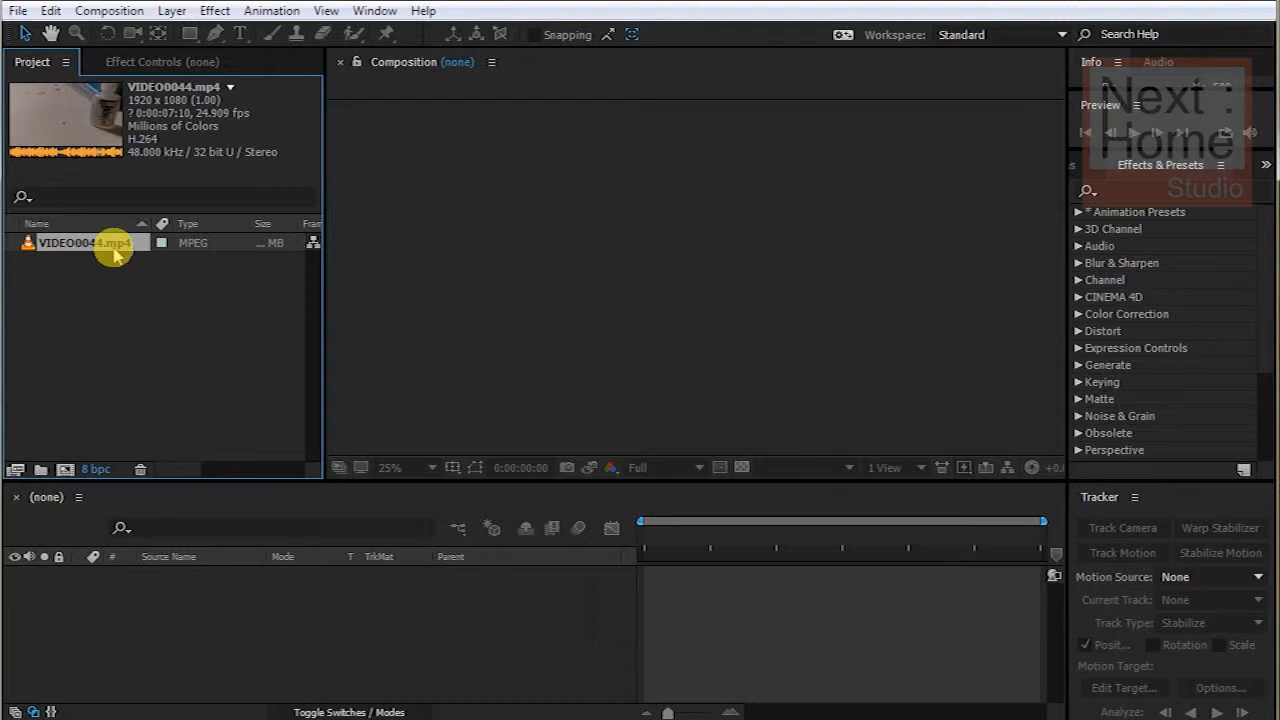 File Edit Composition Layer Effect Animation View Window Help
Snapping Workspace: Standard Search Help
Project Effect Controls (none) Composition (none) Info Audio
VIDEO0044.mp4
1920 x 1080 (1.00)
? 0:00:07:10, 24.909 fps
Millions of Colors
H.264
48.000 kHz / 32 bit U / Stereo
Next :
Home
Studio
Preview
Effects & Presets
Name Type Size Fram
VIDEO0044.mp4 MPEG ... MB
* Animation Presets
3D Channel
Audio
Blur & Sharpen
Channel
CINEMA 4D
Color Correction
Distort
Expression Controls
Generate
Keying
Matte
Noise & Grain
Obsolete
Perspective
8 bpc 25% 0:00:00:00 Full 1 View +0.
(none)
# Source Name Mode T TrkMat Parent
Toggle Switches / Modes
Tracker
Track Camera Warp Stabilizer
Track Motion Stabilize Motion
Motion Source: None
Current Track: None
Track Type: Stabilize
Posit... Rotation Scale
Motion Target:
Edit Target... Options...
Analyze: